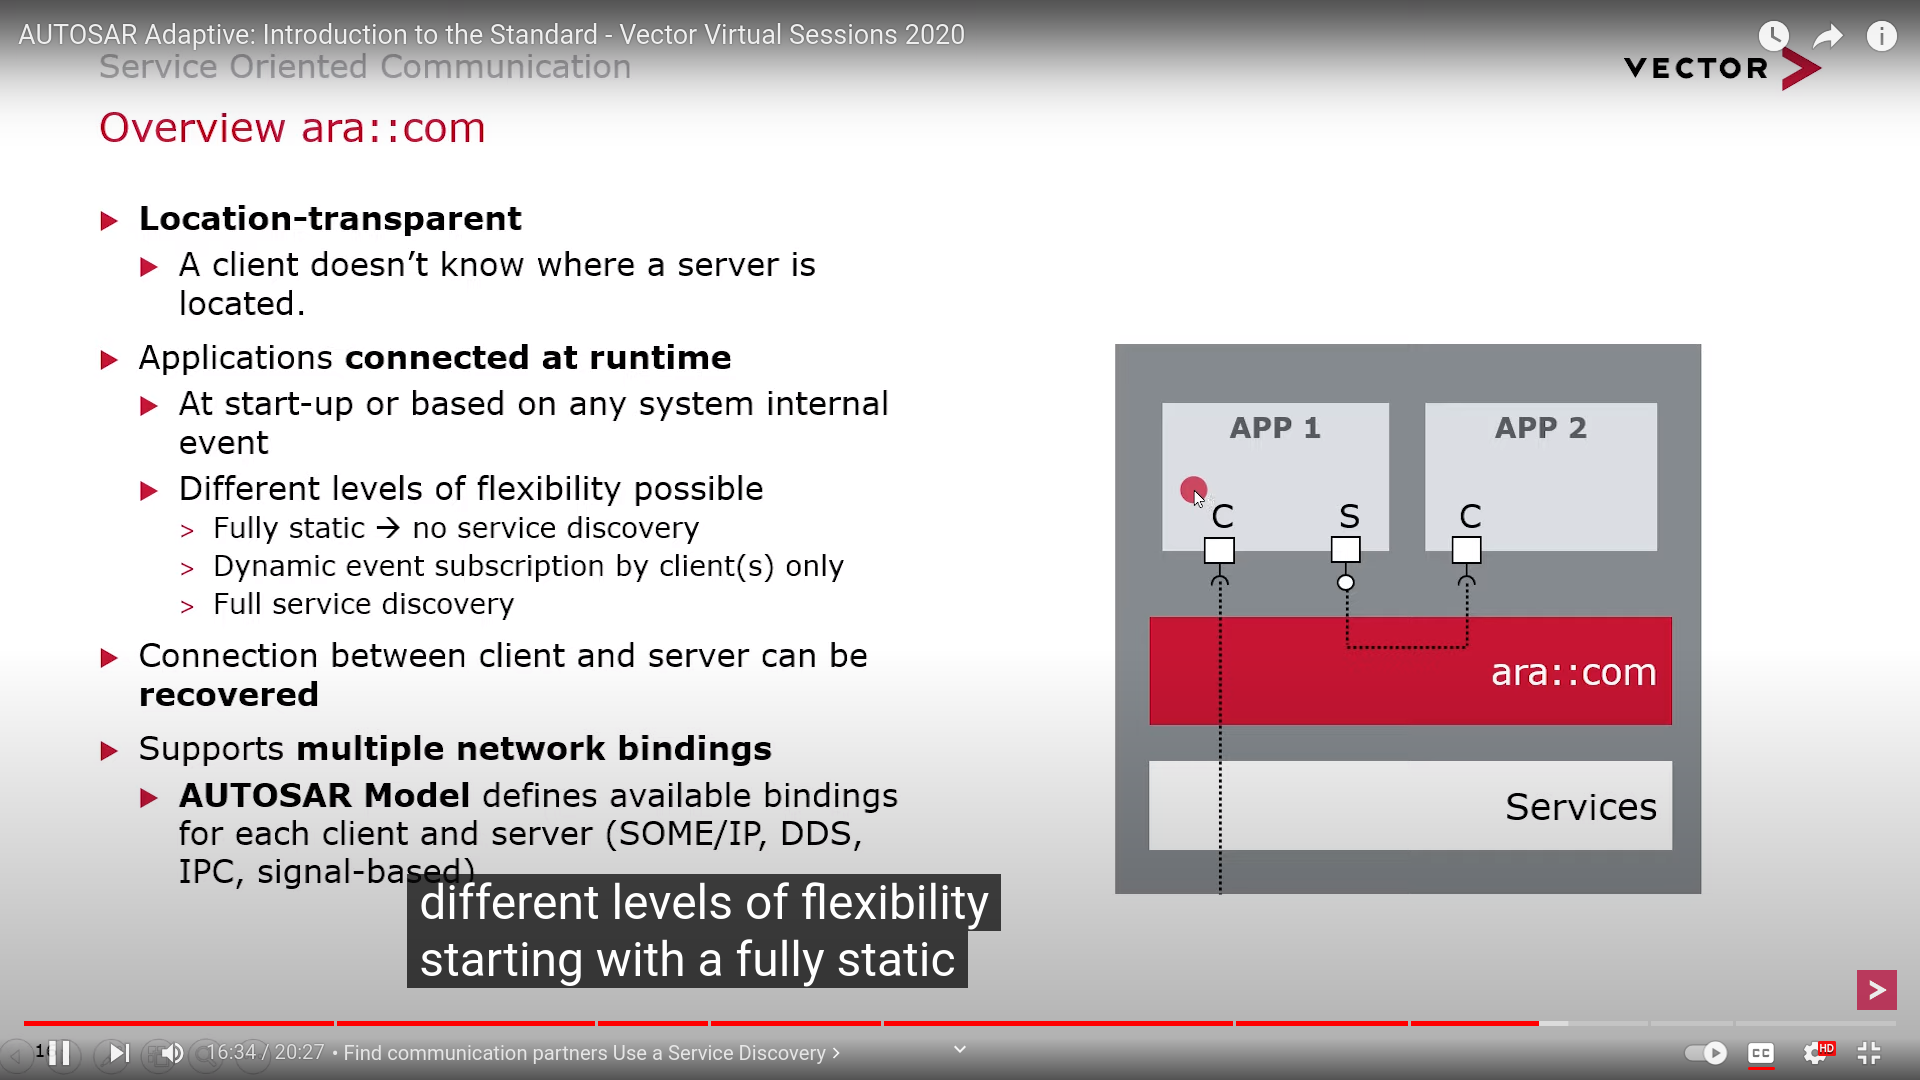 AUTOSAR Adaptive: Introduction to the Standard - Vector Virtual Sessions 2020
Service Oriented Communication
VECTOR
Overview ara::com
Location-transparent
A client doesn’t know where a server is
located.
Applications connected at runtime
At start-up or based on any system internal
event
Different levels of flexibility possible
> Fully static → no service discovery
> Dynamic event subscription by client(s) only
> Full service discovery
Connection between client and server can be
recovered
Supports multiple network bindings
AUTOSAR Model defines available bindings
for each client and server (SOME/IP, DDS,
IPC, signal-based)
APP 1
APP 2
C
S
C
ara::com
Services
different levels of flexibility
starting with a fully static
16:34 / 20:27 • Find communication partners Use a Service Discovery >
CC
HD